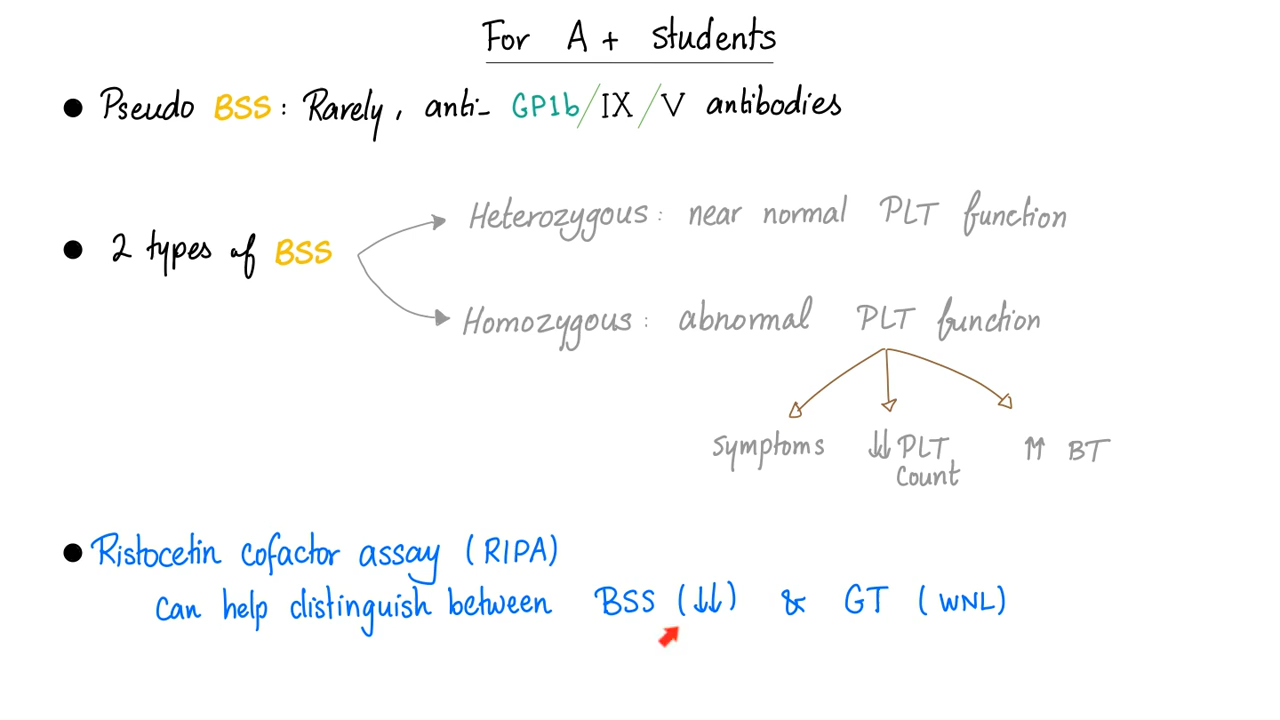 For A+ students
● Pseudo BSS: Rarely, anti- GP1b/IX/V antibodies
Heterozygous: near normal PLT function
● 2 types of BSS
Homozygous: abnormal PLT function
Symptoms ↓↓ PLT Count ↑↑ BT
● Ristocetin cofactor assay (RIPA)
Can help distinguish between BSS (↓↓) & GT (WNL)